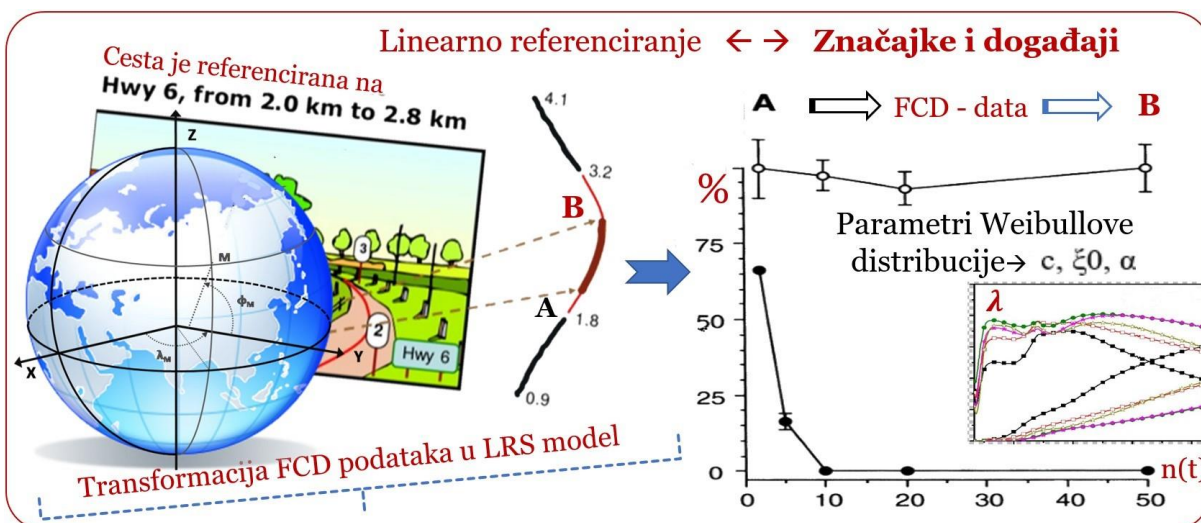 Linearno referenciranje ← → Značajke i događaji
Cesta je referencirana na
Hwy 6, from 2.0 km to 2.8 km
Z
M
ϕM
λM
X
Y
3
2
Hwy 6
4.1
3.2
B
A
1.8
0.9
Transformacija FCD podataka u LRS model
A FCD - data B
%
75
50
25
0
0 10 20 30 40 50
n(t)
Parametri Weibullove
distribucije→ c, ξ0, α
λ